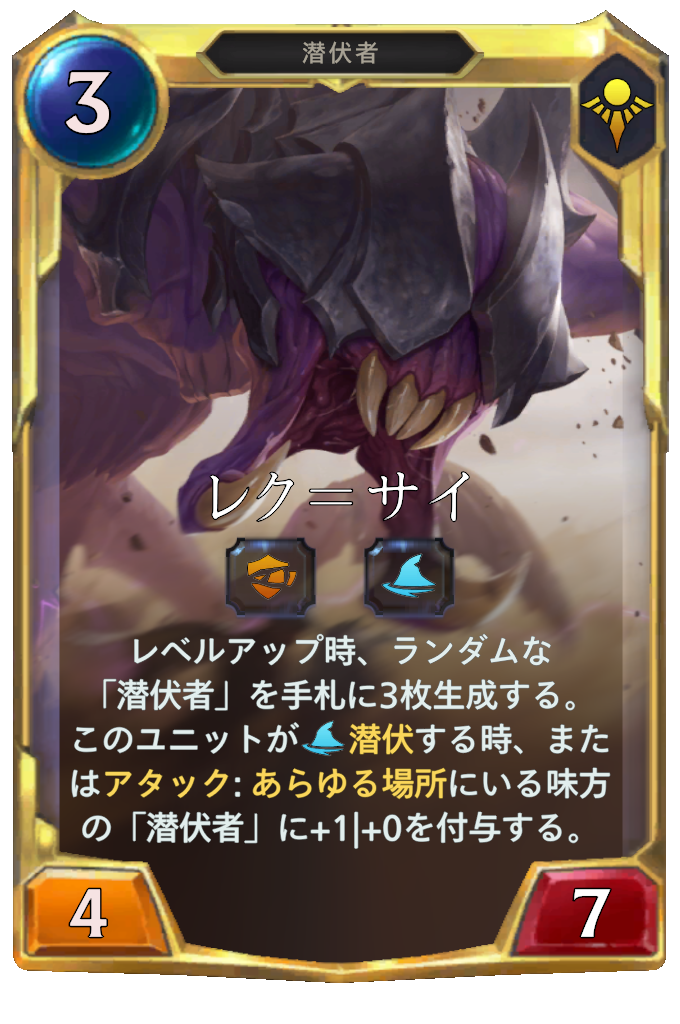 潜伏者
3
レク＝サイ
レベルアップ時、ランダムな
「潜伏者」を手札に3枚生成する。
このユニットが潜伏する時、また
はアタック: あらゆる場所にいる味方
の「潜伏者」に+1|+0を付与する。
4
7